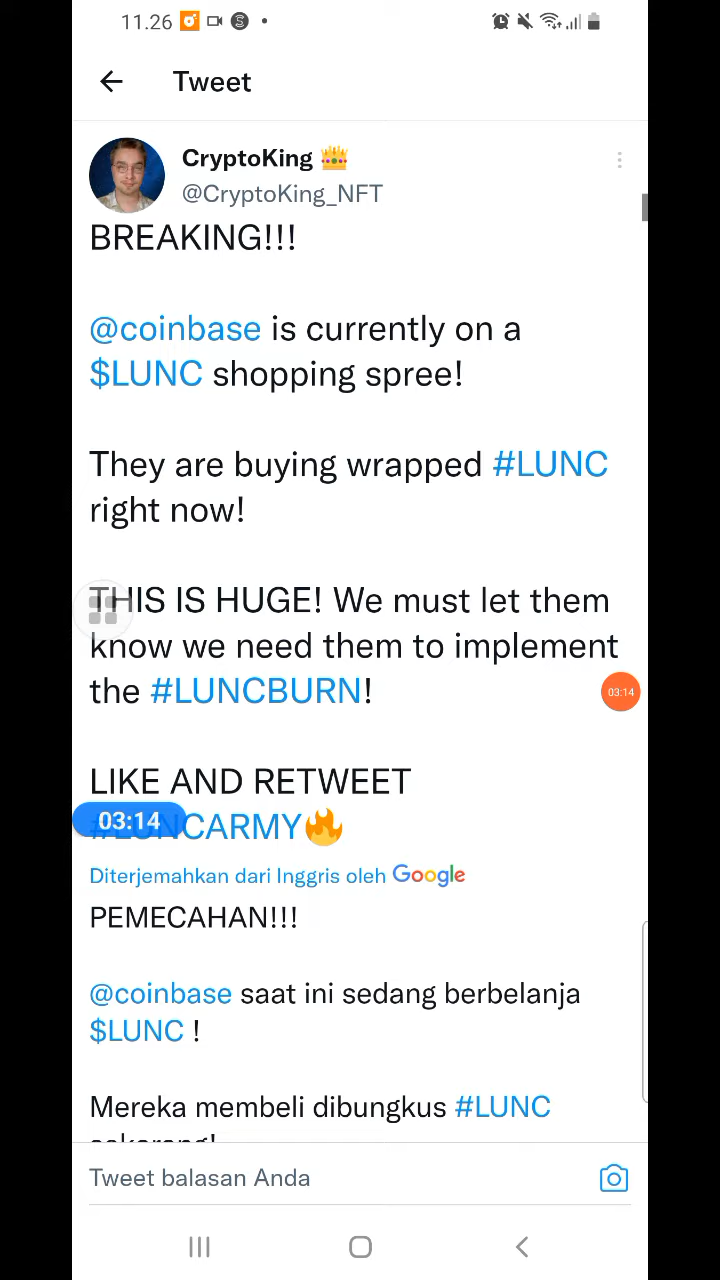 11.26
Tweet
CryptoKing 👑
@CryptoKing_NFT
BREAKING!!!
@coinbase is currently on a
$LUNC shopping spree!
They are buying wrapped #LUNC
right now!
THIS IS HUGE! We must let them
know we need them to implement
the #LUNCBURN!
03:14
LIKE AND RETWEET
03:14
#LUNCARMY🔥
Diterjemahkan dari Inggris oleh Google
PEMECAHAN!!!
@coinbase saat ini sedang berbelanja
$LUNC !
Mereka membeli dibungkus #LUNC
sekarang!
Tweet balasan Anda